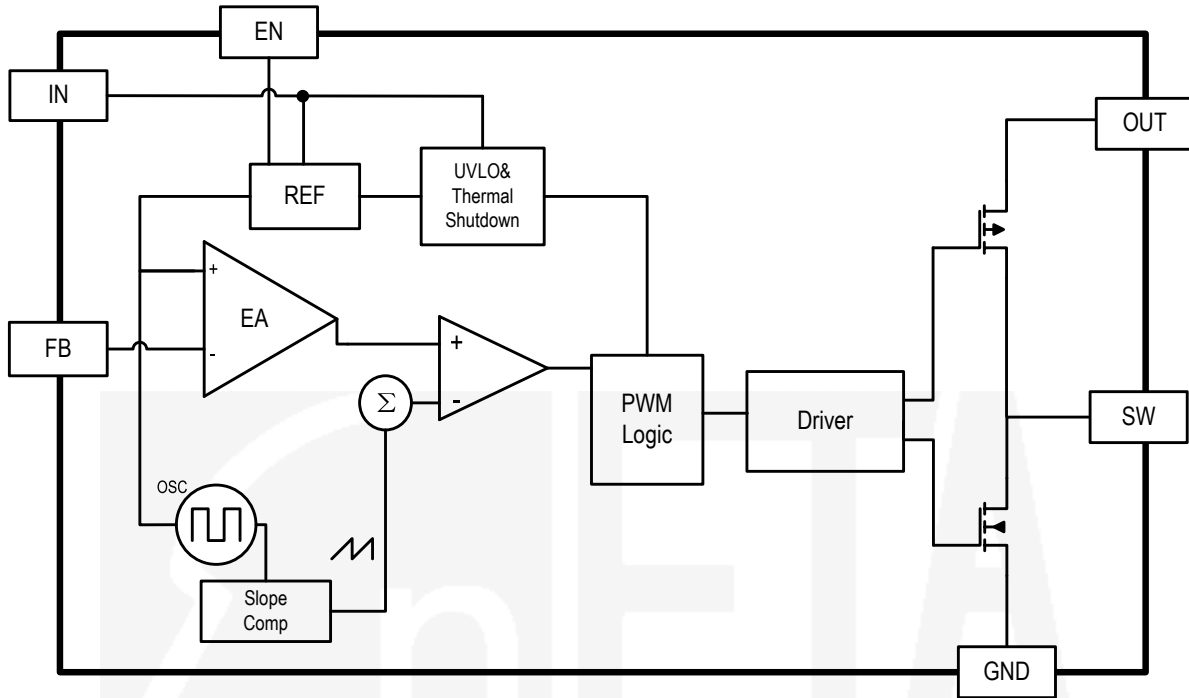 EN
IN
OUT
REF
UVLO&
Thermal
Shutdown
+
EA
-
FB
+
-
Σ
PWM
Logic
Driver
SW
OSC
Slope
Comp
GND